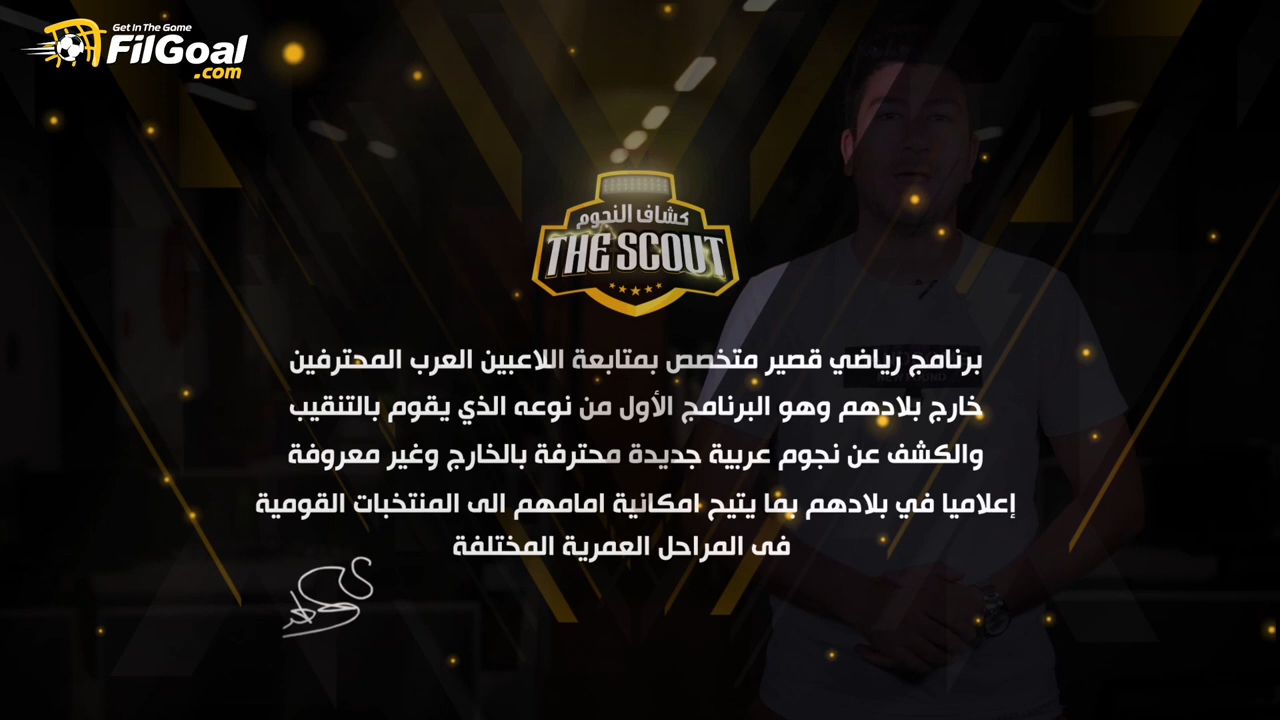 Get In The Game
FilGoal
.com
كشاف النجوم
THE SCOUT
برنامج رياضي قصير متخصص بمتابعة اللاعبين العرب المحترفين
خارج بلادهم وهو البرنامج الأول من نوعه الذي يقوم بالتنقيب
والكشف عن نجوم عربية جديدة محترفة بالخارج وغير معروفة
إعلاميا في بلادهم بما يتيح امكانية امامهم الى المنتخبات القومية
فى المراحل العمرية المختلفة